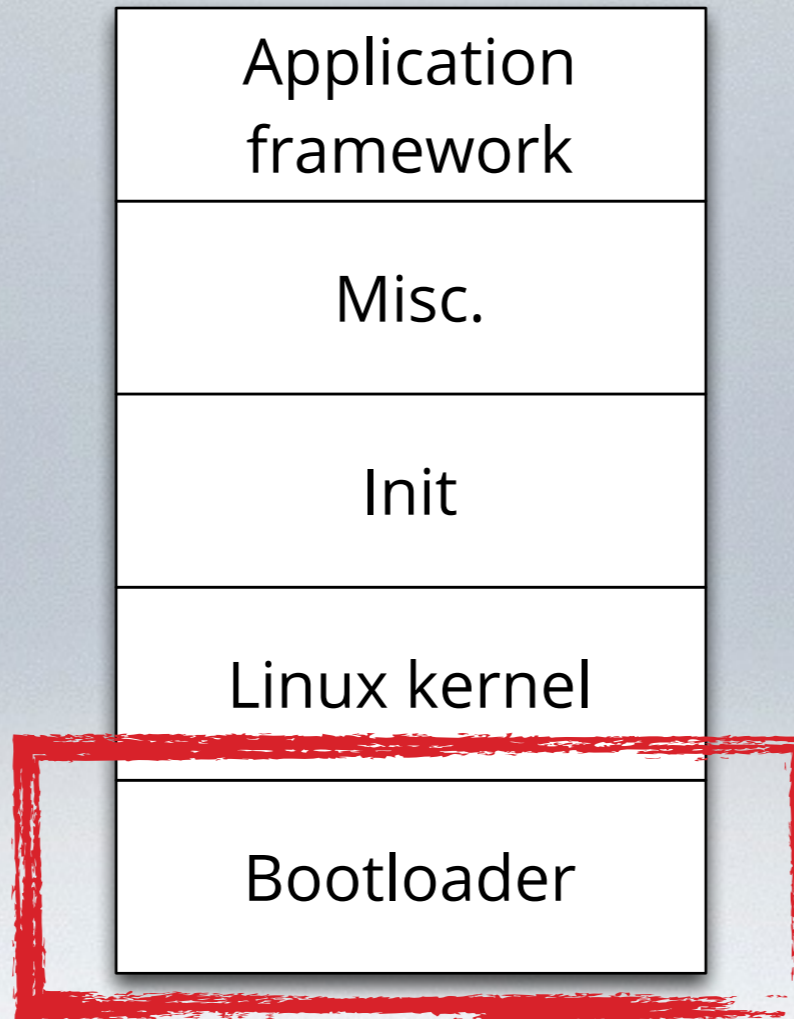 Application
framework
Misc.
Init
Linux kernel
Bootloader